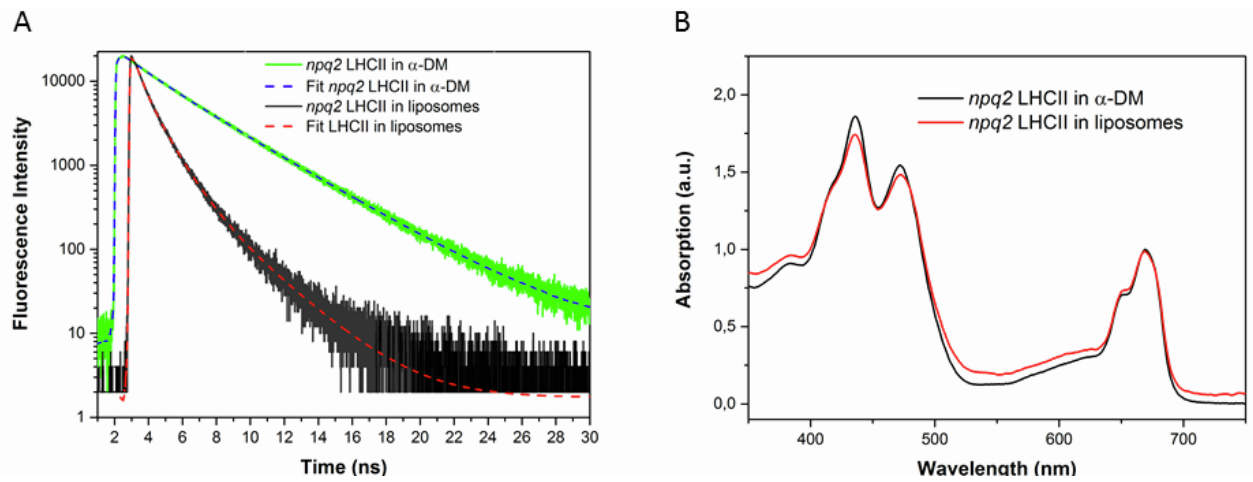 A
npq2 LHCII in α-DM
Fit npq2 LHCII in α-DM
npq2 LHCII in liposomes
Fit LHCII in liposomes
Fluorescence Intensity
10000
1000
100
10
1
2 4 6 8 10 12 14 16 18 20 22 24 26 28 30
Time (ns)
B
npq2 LHCII in α-DM
npq2 LHCII in liposomes
Absorption (a.u.)
2,0
1,5
1,0
0,5
0,0
400 500 600 700
Wavelength (nm)